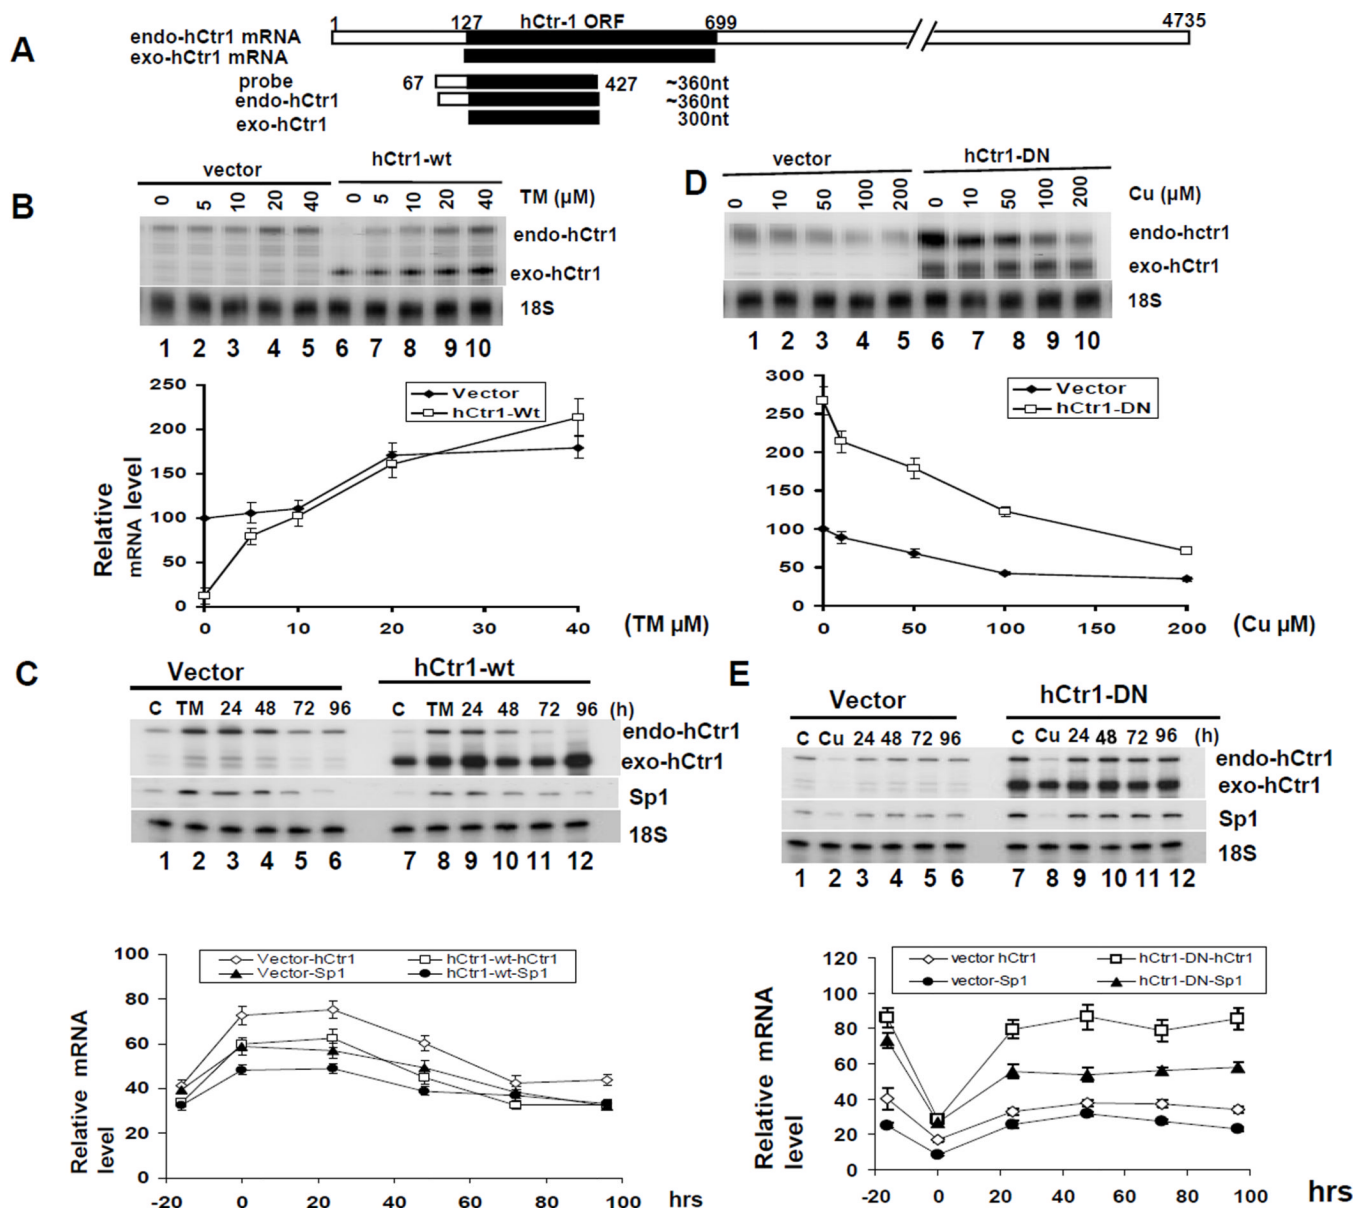 A
1 127 hCtr-1 ORF 699 4735
endo-hCtr1 mRNA
exo-hCtr1 mRNA
probe 67 427 ~360nt
endo-hCtr1 ~360nt
exo-hCtr1 300nt
B
vector hCtr1-wt
0 5 10 20 40 0 5 10 20 40 TM (µM)
endo-hCtr1
exo-hCtr1
18S
1 2 3 4 5 6 7 8 9 10
Vector
hCtr1-Wt
Relative
mRNA level
250
200
150
100
50
0
0 10 20 30 40 (TM µM)
D
vector hCtr1-DN
0 10 50 100 200 0 10 50 100 200 Cu (µM)
endo-hctr1
exo-hCtr1
18S
1 2 3 4 5 6 7 8 9 10
Vector
hCtr1-DN
300
250
200
150
100
50
0
0 50 100 150 200 (Cu µM)
C
Vector hCtr1-wt
C TM 24 48 72 96 C TM 24 48 72 96 (h)
endo-hCtr1
exo-hCtr1
Sp1
18S
1 2 3 4 5 6 7 8 9 10 11 12
Vector-hCtr1 hCtr1-wt-hCtr1
Vector-Sp1 hCtr1-wt-Sp1
Relative mRNA
level
100
80
60
40
20
0
-20 0 20 40 60 80 100 hrs
E
Vector hCtr1-DN
C Cu 24 48 72 96 C Cu 24 48 72 96 (h)
endo-hCtr1
exo-hCtr1
Sp1
18S
1 2 3 4 5 6 7 8 9 10 11 12
vector hCtr1 hCtr1-DN-hCtr1
vector-Sp1 hCtr1-DN-Sp1
Relative mRNA
level
120
100
80
60
40
20
0
-20 0 20 40 60 80 100 hrs